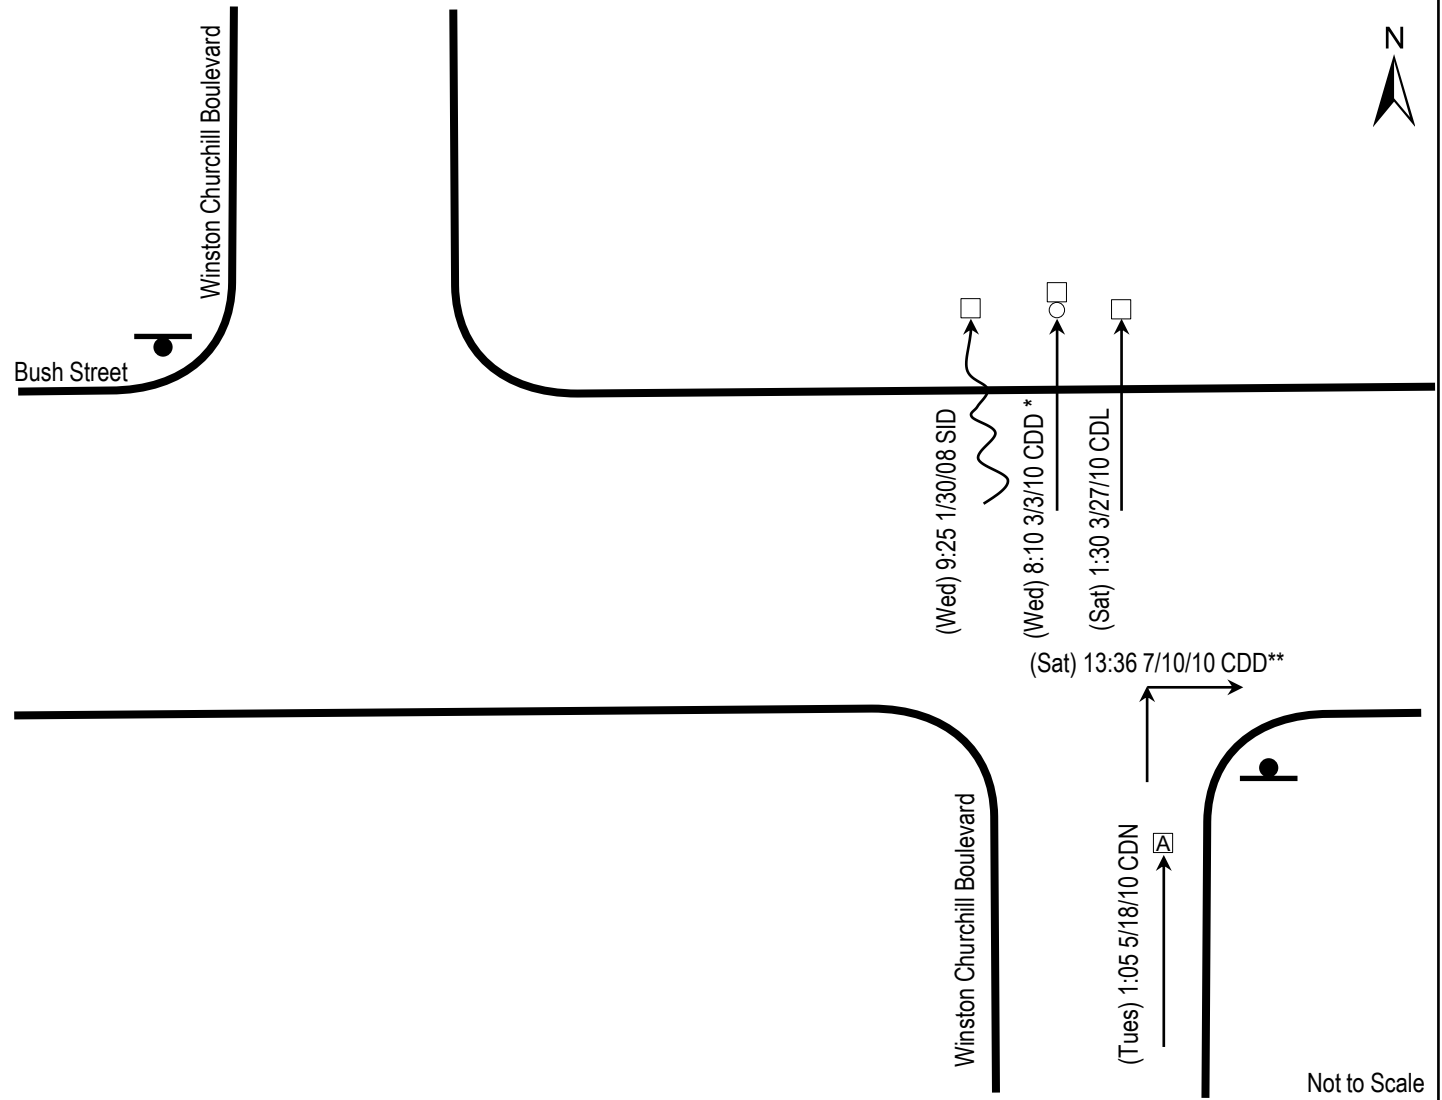 Winston Churchill Boulevard
N
Bush Street
(Wed) 9:25 1/30/08 SID
(Wed) 8:10 3/3/10 CDD *
(Sat) 1:30 3/27/10 CDL
(Sat) 13:36 7/10/10 CDD**
Winston Churchill Boulevard
(Tues) 1:05 5/18/10 CDN
A
Not to Scale